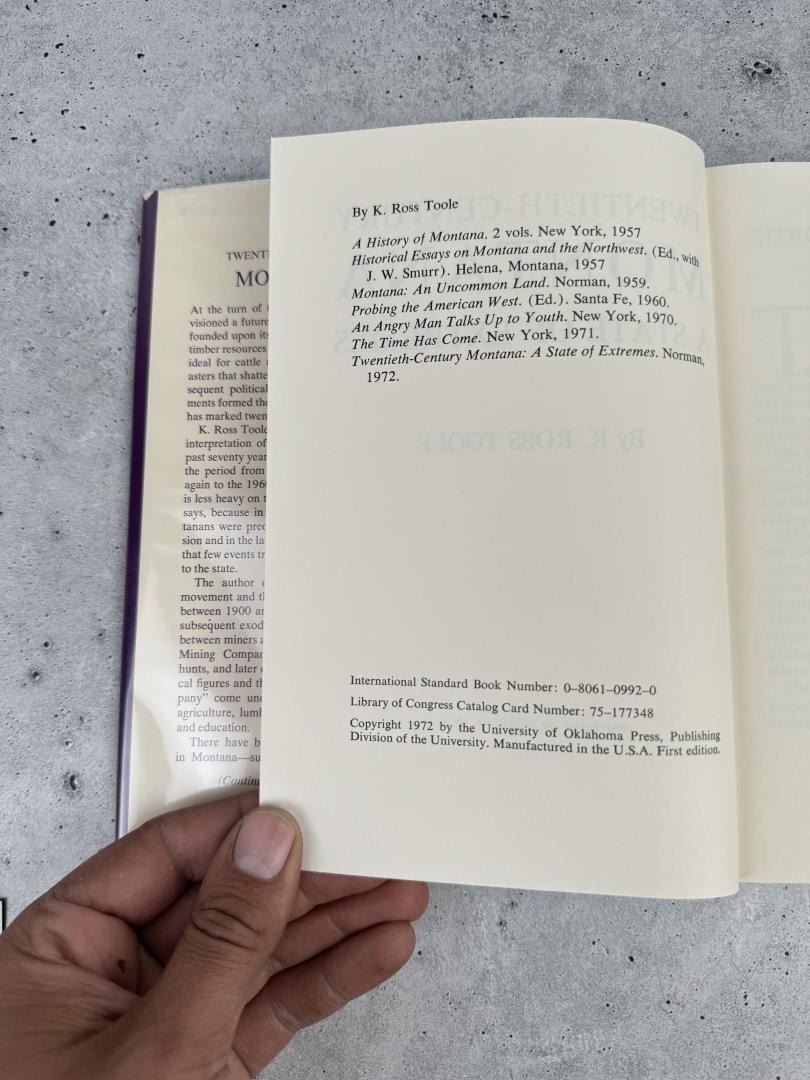 TWENT
MO
At the turn of
visioned a future
founded upon its
timber resources
ideal for cattle
asters that shatte
sequent political
ments formed the
has marked twen
K. Ross Toole
interpretation of
past seventy year
the period from
again to the 196
is less heavy on
says, because in
tanans were prec
sion and in the la
that few events tr
to the state.
The author
movement and th
between 1900 an
subsequent exod
between miners a
Mining Compan
hunts, and later
cal figures and th
pany” come und
agriculture, luml
and education.
There have b
in Montana—su
(Contin
By K. Ross Toole
A History of Montana. 2 vols. New York, 1957
Historical Essays on Montana and the Northwest. (Ed., with
J. W. Smurr). Helena, Montana, 1957
Montana: An Uncommon Land. Norman, 1959.
Probing the American West. (Ed.). Santa Fe, 1960.
An Angry Man Talks Up to Youth. New York, 1970.
The Time Has Come. New York, 1971.
Twentieth-Century Montana: A State of Extremes. Norman,
1972.
International Standard Book Number: 0–8061–0992–0
Library of Congress Catalog Card Number: 75–177348
Copyright 1972 by the University of Oklahoma Press, Publishing
Division of the University. Manufactured in the U.S.A. First edition.